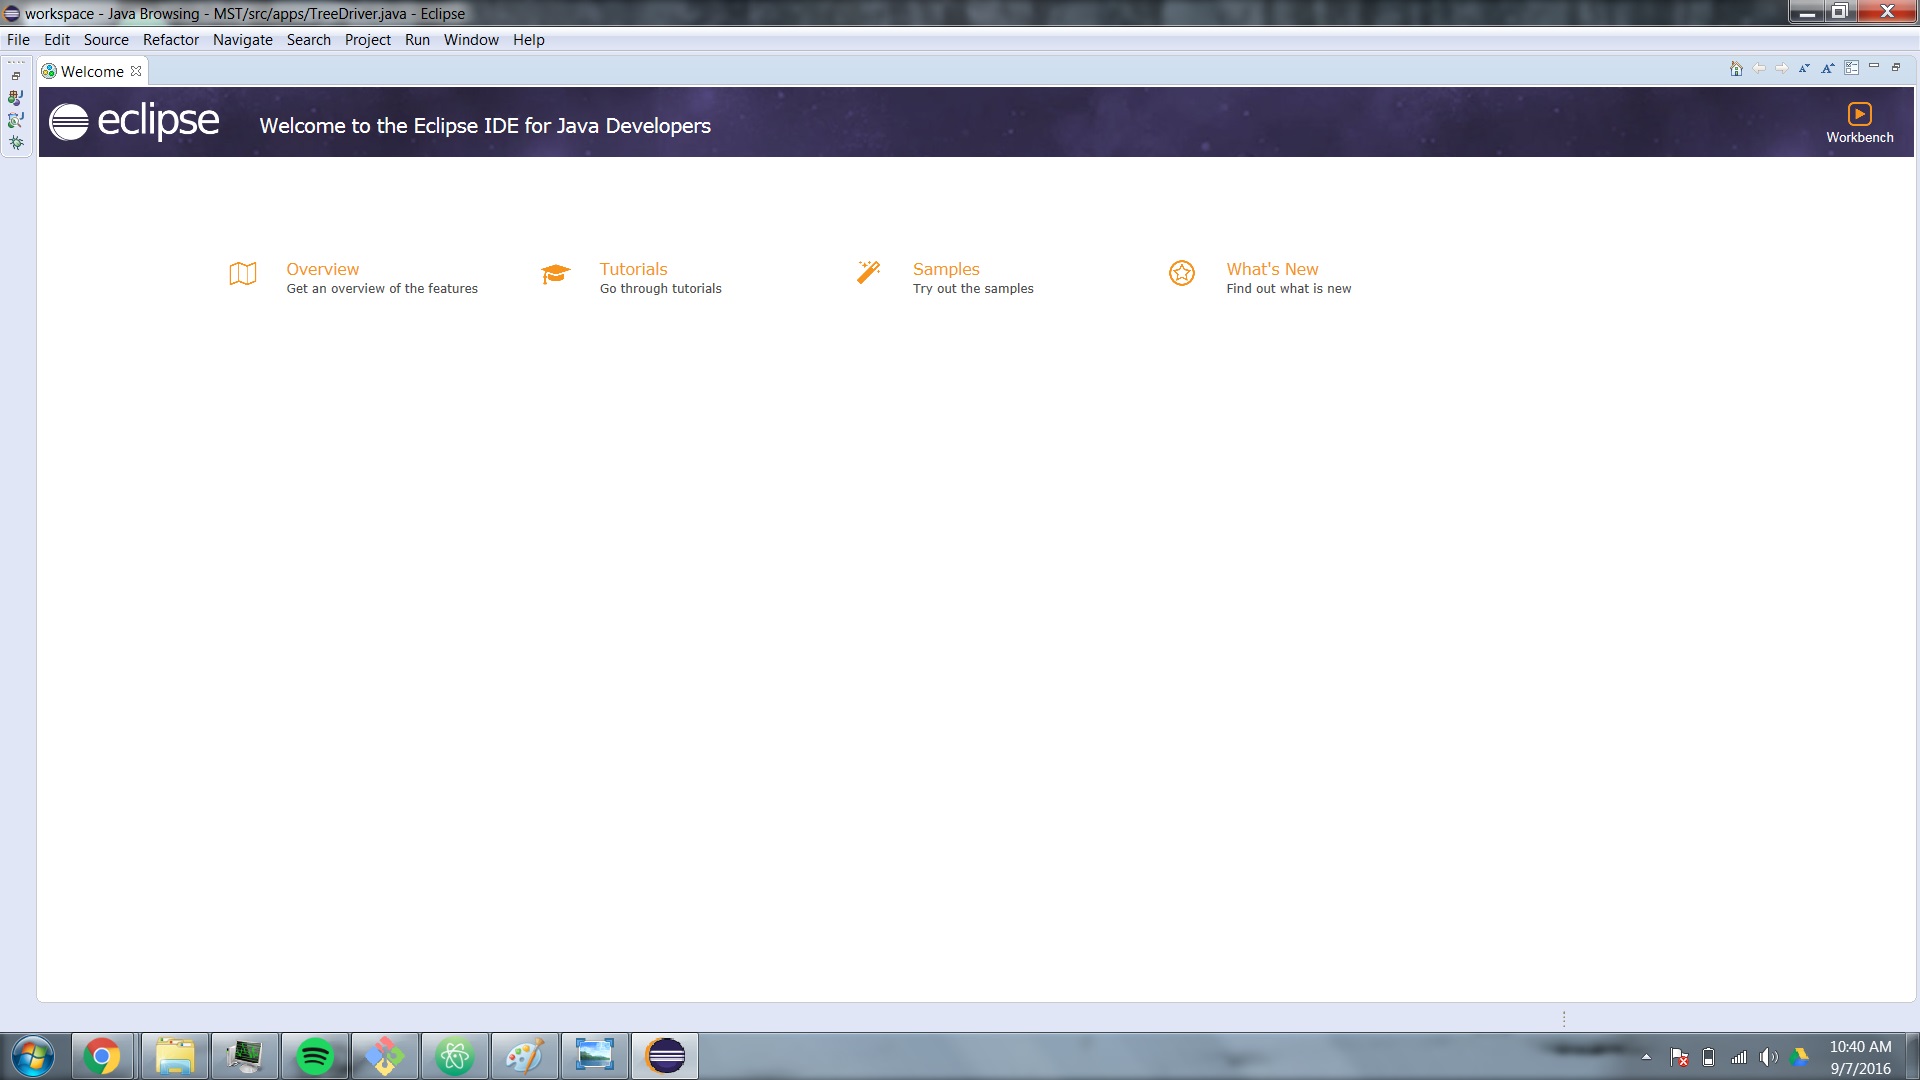 workspace - Java Browsing - MST/src/apps/TreeDriver.java - Eclipse
File Edit Source Refactor Navigate Search Project Run Window Help
Welcome
eclipse Welcome to the Eclipse IDE for Java Developers
Workbench
Overview
Get an overview of the features
Tutorials
Go through tutorials
Samples
Try out the samples
What's New
Find out what is new
10:40 AM
9/7/2016